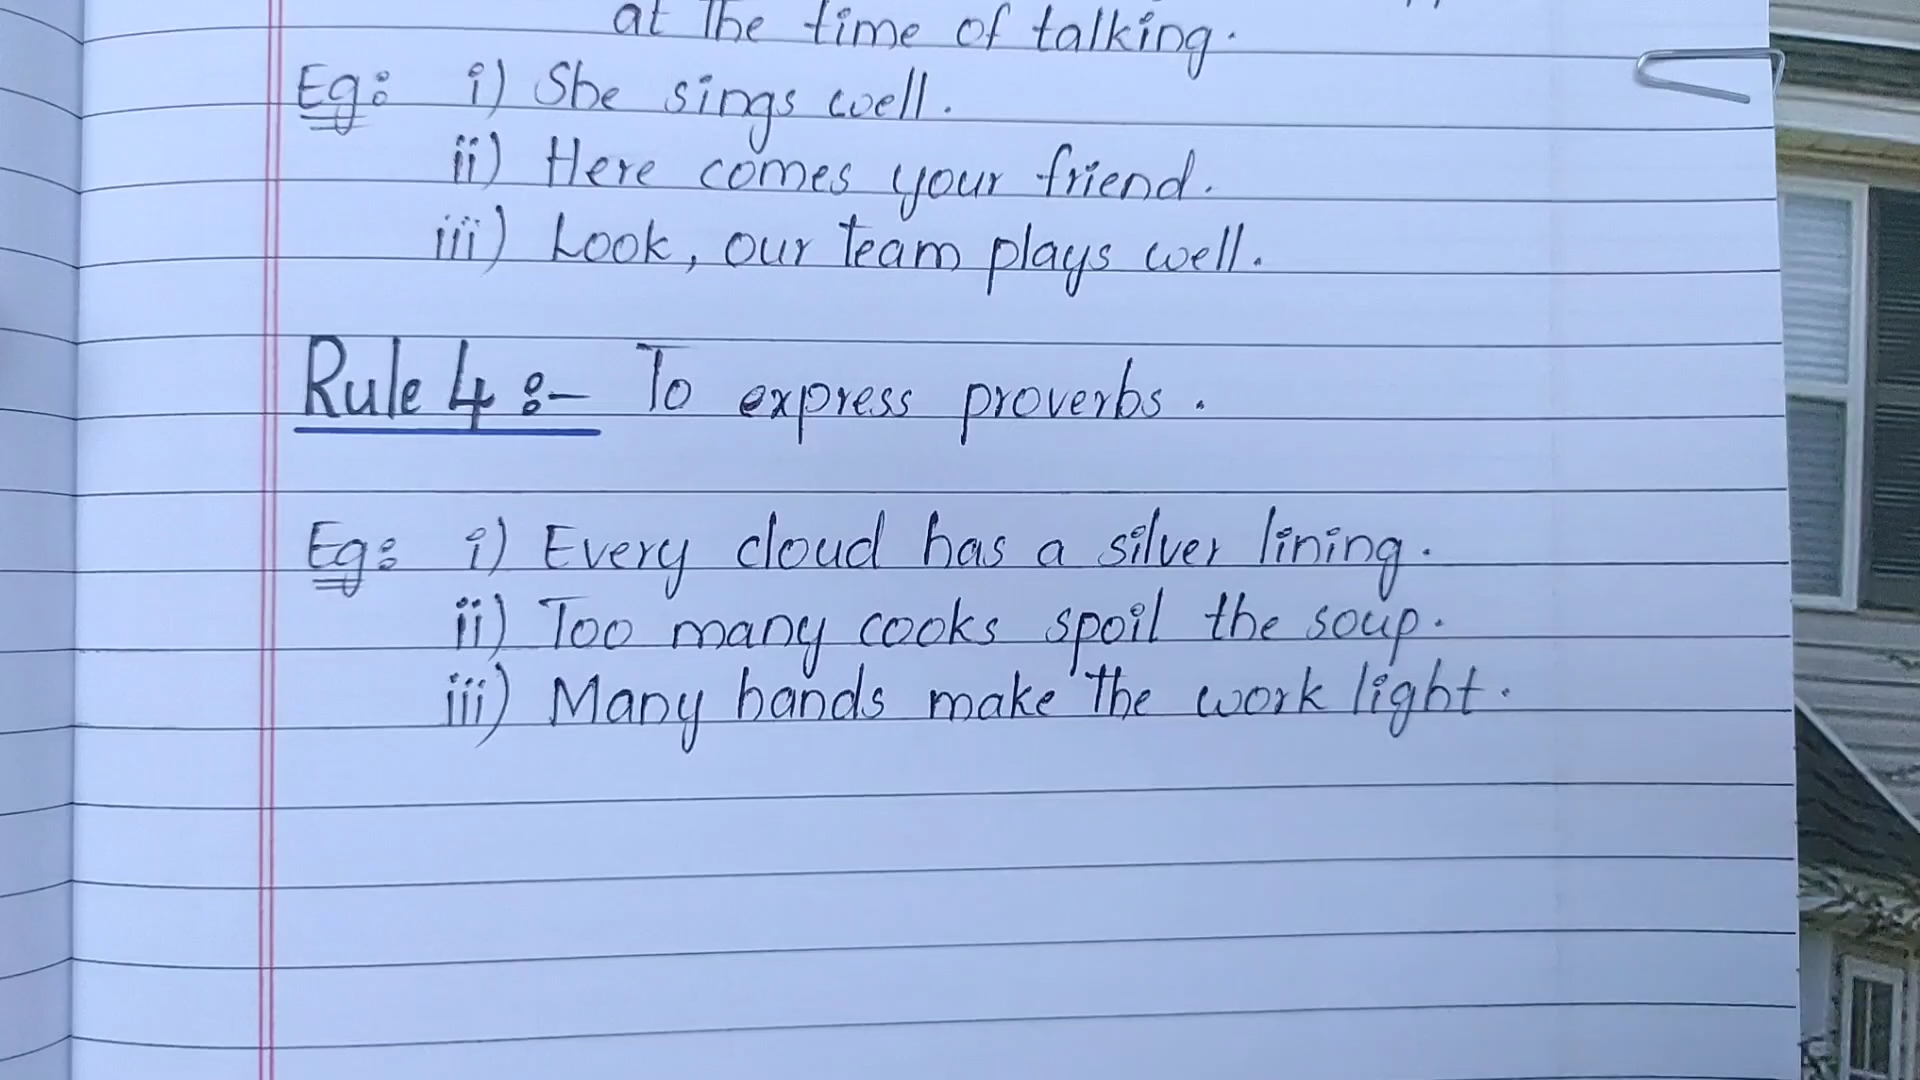 at the time of talking.
Eg: i) She sings well.
ii) Here comes your friend.
iii) Look, our team plays well.
Rule 4 :- To express proverbs.
Eg: i) Every cloud has a silver lining.
ii) Too many cooks spoil the soup.
iii) Many hands make the work light.